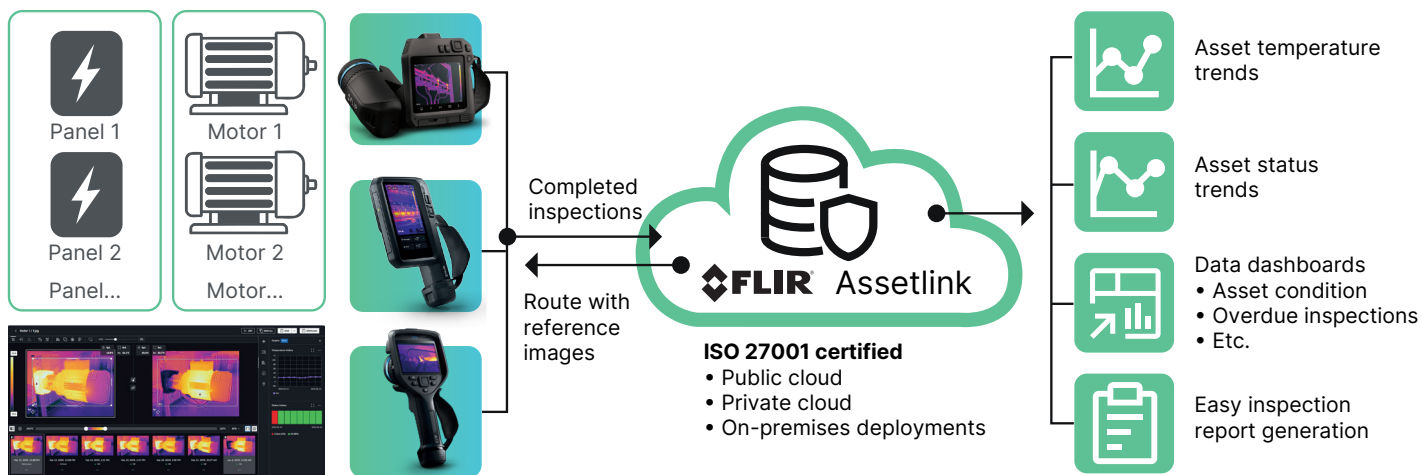 Panel 1
Panel 2
Panel...
Motor 1
Motor 2
Motor...
Completed
inspections
Route with
reference
images
FLIR® Assetlink
ISO 27001 certified
• Public cloud
• Private cloud
• On-premises deployments
Asset temperature
trends
Asset status
trends
Data dashboards
• Asset condition
• Overdue inspections
• Etc.
Easy inspection
report generation